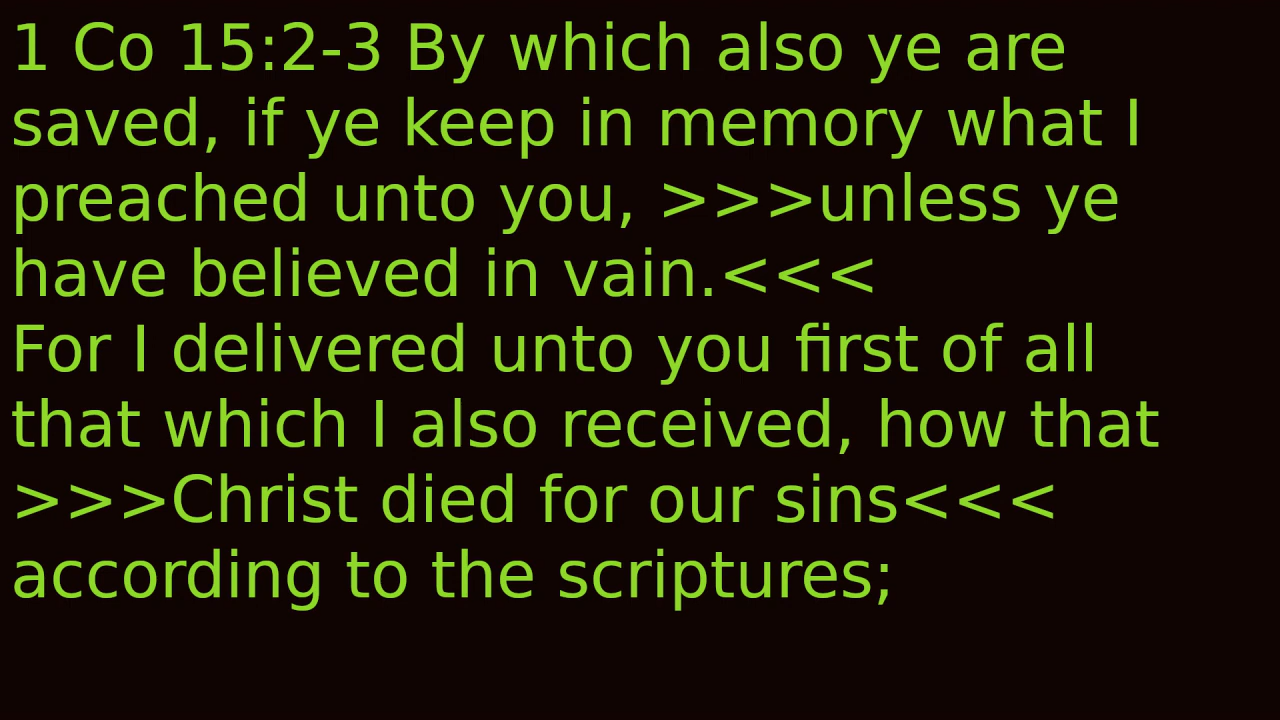 1 Co 15:2-3 By which also ye are
saved, if ye keep in memory what I
preached unto you, >>>unless ye
have believed in vain.<<<
For I delivered unto you first of all
that which I also received, how that
>>>Christ died for our sins<<<
according to the scriptures;